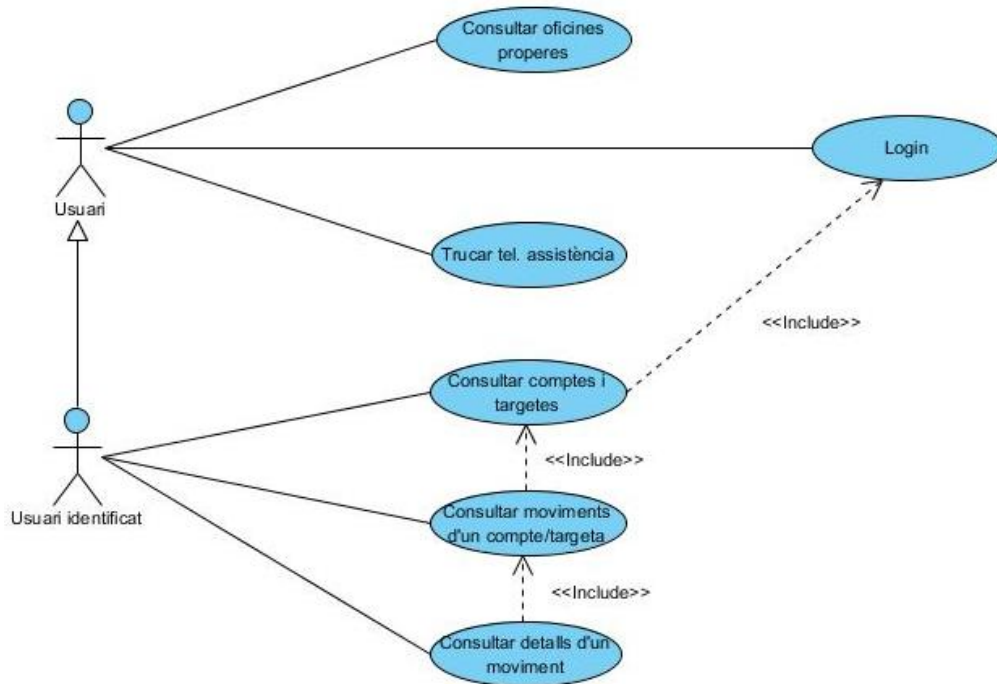 Consultar oficines
properes
Login
Usuari
Trucar tel. assistència
<<Include>>
Consultar comptes i
targetes
<<Include>>
Usuari identificat
Consultar moviments
d'un compte/targeta
<<Include>>
Consultar detalls d'un
moviment